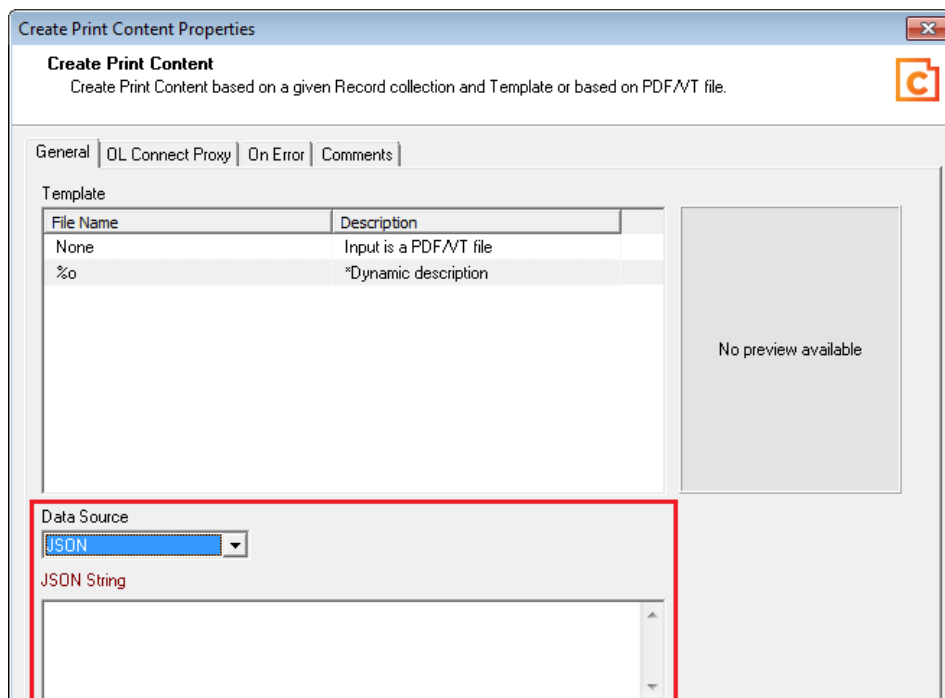 Create Print Content Properties
Create Print Content
Create Print Content based on a given Record collection and Template or based on PDF/VT file.
General OL Connect Proxy On Error Comments
Template
File Name Description
None Input is a PDF/VT file
%o *Dynamic description
No preview available
Data Source
JSON
JSON String